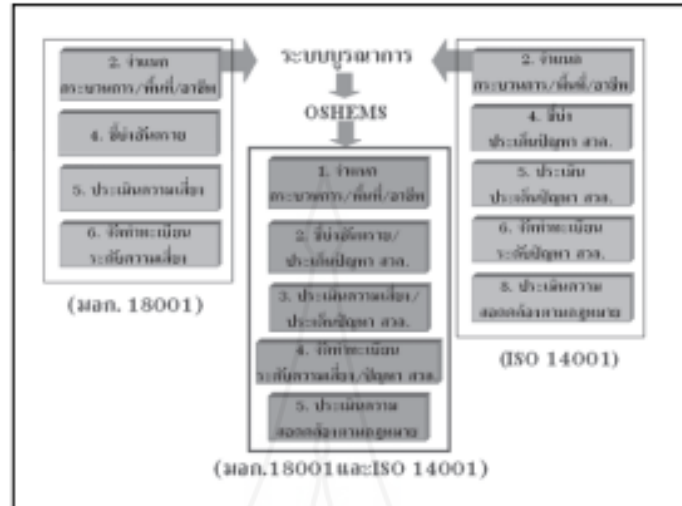 ระบบบูรณาการ
OSHEMS
2. จำแนก
กระบวนการ/พื้นที่/อาชีพ
4. ชี้บ่งอันตราย
5. ประเมินความเสี่ยง
6. จัดทำทะเบียน
ระดับความเสี่ยง
(มอก. 18001)
1. จำแนก
กระบวนการ/พื้นที่/อาชีพ
2. ชี้บ่งอันตราย/
ประเด็นปัญหา สวล.
3. ประเมินความเสี่ยง/
ประเด็นปัญหา สวล.
4. จัดทำทะเบียน
ระดับความเสี่ยง/ปัญหา สวล.
5. ประเมินความ
สอดคล้องตามกฎหมาย
(มอก.18001และISO 14001)
2. จำแนก
กระบวนการ/พื้นที่/อาชีพ
4. ชี้บ่ง
ประเด็นปัญหา สวล.
5. ประเมิน
ประเด็นปัญหา สวล.
6. จัดทำทะเบียน
ระดับปัญหา สวล.
8. ประเมินความ
สอดคล้องตามกฎหมาย
(ISO 14001)